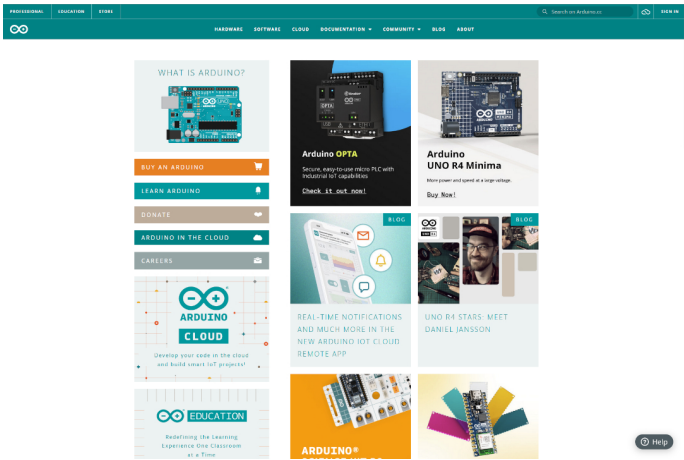 PROFESSIONAL EDUCATION STORE
Search on Arduino.cc
SIGN IN
HARDWARE SOFTWARE CLOUD DOCUMENTATION COMMUNITY BLOG ABOUT
WHAT IS ARDUINO?
BUY AN ARDUINO
LEARN ARDUINO
DONATE
ARDUINO IN THE CLOUD
CAREERS
ARDUINO
CLOUD
Develop your code in the cloud
and build smart IoT projects!
EDUCATION
Redefining the Learning
Experience One Classroom
at a Time
OPTA
Arduino OPTA
Secure, easy-to-use micro PLC with
Industrial IoT capabilities
Check it out now!
Arduino
UNO R4 Minima
More power and speed at a large voltage.
Buy Now!
BLOG
REAL-TIME NOTIFICATIONS
AND MUCH MORE IN THE
NEW ARDUINO IOT CLOUD
REMOTE APP
BLOG
UNO R4 STARS: MEET
DANIEL JANSSON
ARDUINO®
Help